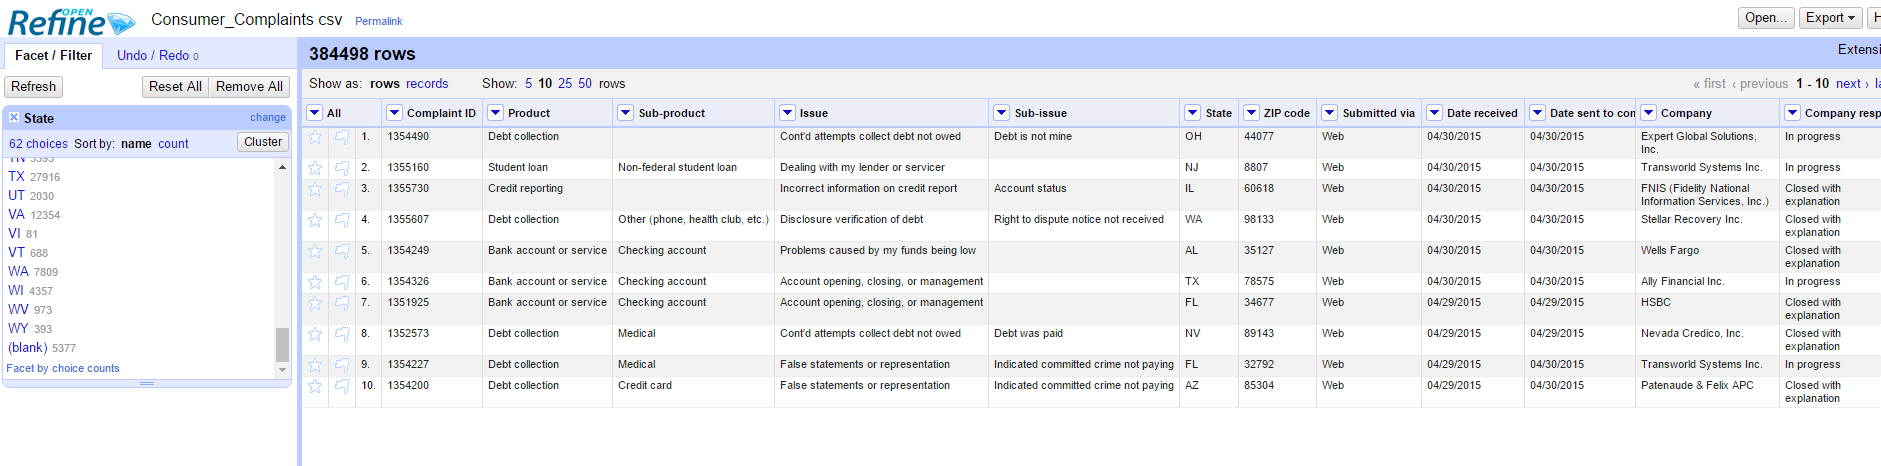 OPEN
Refine
Consumer_Complaints csv Permalink
Open... Export
Facet / Filter Undo / Redo 0
384498 rows
Extensi
Refresh Reset All Remove All
Show as: rows records Show: 5 10 25 50 rows
« first ‹ previous 1 - 10 next › la
State change
62 choices Sort by: name count Cluster
TX 27916
UT 2030
VA 12354
VI 81
VT 688
WA 7809
WI 4357
WV 973
WY 393
(blank) 5377
Facet by choice counts
All Complaint ID Product Sub-product Issue Sub-issue State ZIP code Submitted via Date received Date sent to com Company Company resp
1. 1354490 Debt collection Cont'd attempts collect debt not owed Debt is not mine OH 44077 Web 04/30/2015 04/30/2015 Expert Global Solutions, Inc. In progress
2. 1355160 Student loan Non-federal student loan Dealing with my lender or servicer NJ 8807 Web 04/30/2015 04/30/2015 Transworld Systems Inc. In progress
3. 1355730 Credit reporting Incorrect information on credit report Account status IL 60618 Web 04/30/2015 04/30/2015 FNIS (Fidelity National Information Services, Inc.) Closed with explanation
4. 1355607 Debt collection Other (phone, health club, etc.) Disclosure verification of debt Right to dispute notice not received WA 98133 Web 04/30/2015 04/30/2015 Stellar Recovery Inc. Closed with explanation
5. 1354249 Bank account or service Checking account Problems caused by my funds being low AL 35127 Web 04/30/2015 04/30/2015 Wells Fargo Closed with explanation
6. 1354326 Bank account or service Checking account Account opening, closing, or management TX 78575 Web 04/30/2015 04/30/2015 Ally Financial Inc. In progress
7. 1351925 Bank account or service Checking account Account opening, closing, or management FL 34677 Web 04/29/2015 04/29/2015 HSBC Closed with explanation
8. 1352573 Debt collection Medical Cont'd attempts collect debt not owed Debt was paid NV 89143 Web 04/29/2015 04/29/2015 Nevada Credico, Inc. Closed with explanation
9. 1354227 Debt collection Medical False statements or representation Indicated committed crime not paying FL 32792 Web 04/29/2015 04/30/2015 Transworld Systems Inc. In progress
10. 1354200 Debt collection Credit card False statements or representation Indicated committed crime not paying AZ 85304 Web 04/29/2015 04/30/2015 Patenaude & Felix APC Closed with explanation